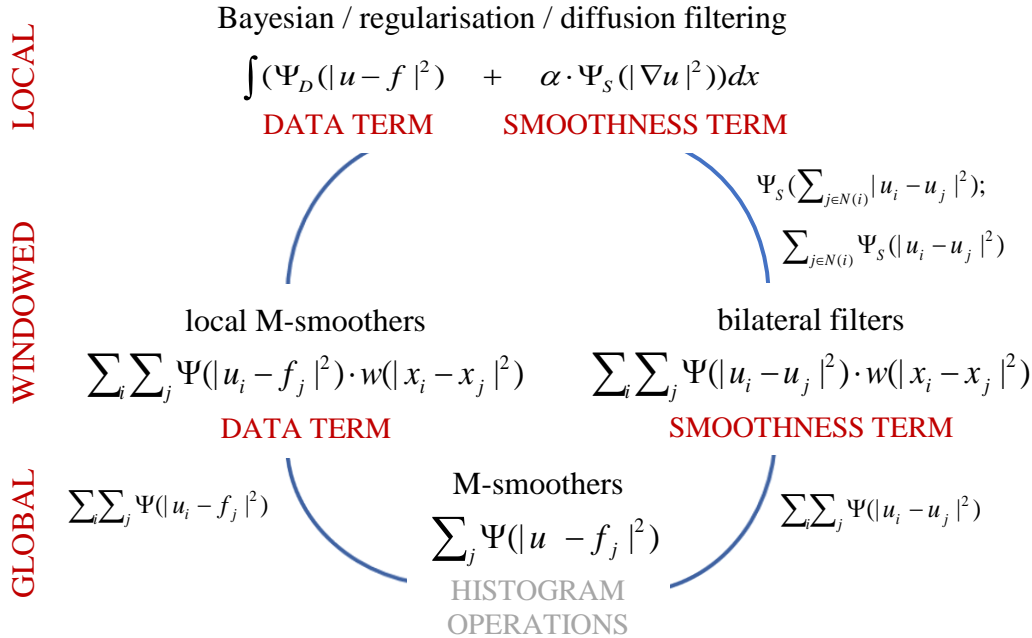 LOCAL
Bayesian / regularisation / diffusion filtering
∫(Ψ_D(|u − f|²) + α·Ψ_S(|∇u|²))dx
DATA TERM SMOOTHNESS TERM
Ψ_S(∑_{j∈N(i)}|u_i − u_j|²);
∑_{j∈N(i)} Ψ_S(|u_i − u_j|²)
WINDOWED
local M-smoothers
∑_i∑_j Ψ(|u_i − f_j|²)·w(|x_i − x_j|²)
DATA TERM
bilateral filters
∑_i∑_j Ψ(|u_i − u_j|²)·w(|x_i − x_j|²)
SMOOTHNESS TERM
GLOBAL
∑_i∑_j Ψ(|u_i − f_j|²)
M-smoothers
∑_j Ψ(|u − f_j|²)
∑_i∑_j Ψ(|u_i − u_j|²)
HISTOGRAM
OPERATIONS